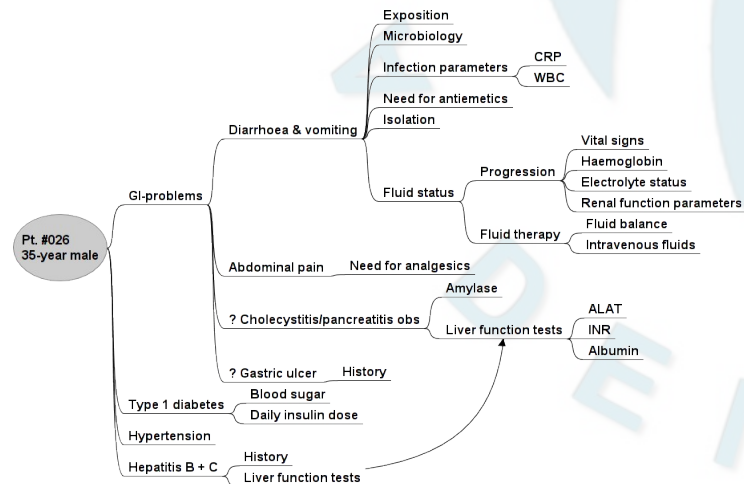 Exposition
Microbiology
Infection parameters
CRP
WBC
Need for antiemetics
Isolation
Diarrhoea & vomiting
Fluid status
Progression
Vital signs
Haemoglobin
Electrolyte status
Renal function parameters
Fluid therapy
Fluid balance
Intravenous fluids
GI-problems
Pt. #026
35-year male
Abdominal pain
Need for analgesics
? Cholecystitis/pancreatitis obs
Amylase
Liver function tests
ALAT
INR
Albumin
? Gastric ulcer
History
Type 1 diabetes
Blood sugar
Daily insulin dose
Hypertension
Hepatitis B + C
History
Liver function tests